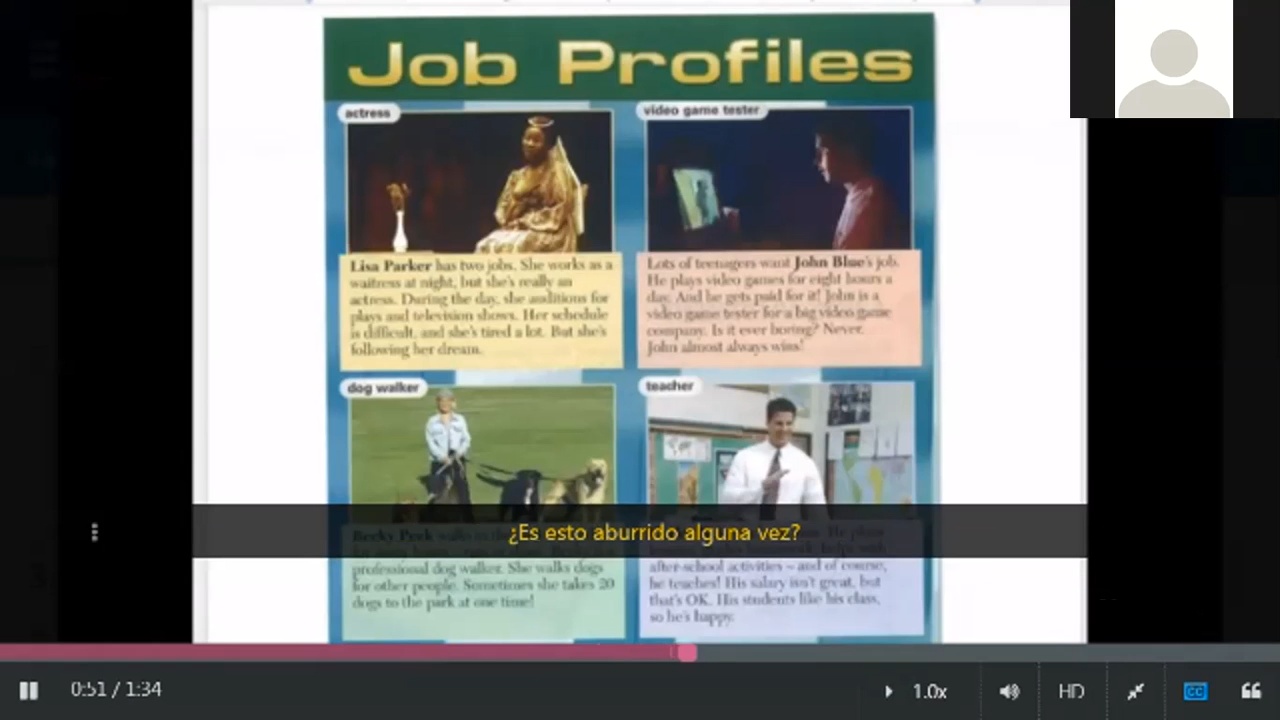 Job Profiles
actress
video game tester
Lisa Parker has two jobs. She works as a
waitress at night, but she's really an
actress. During the day, she auditions for
plays and television shows. Her schedule
is difficult, and she's tired a lot. But she's
following her dream.
Lots of teenagers want John Blue's job.
He plays video games for eight hours a
day. And he gets paid for it! John is a
video game tester for a big video game
company. Is it ever boring? Never.
John almost always wins!
dog walker
teacher
Becky Peek walks
professional dog walker. She walks dogs
for other people. Sometimes she takes 20
dogs to the park at one time!
He plans
after-school activities – and of course,
he teaches! His salary isn't great, but
that's OK. His students like his class,
so he's happy.
¿Es esto aburrido alguna vez?
0:51 / 1:34
1.0x
HD
CC